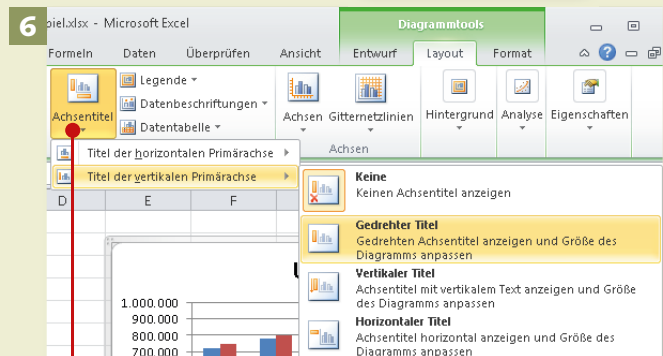 6
piel.xlsx - Microsoft Excel
Diagrammtools
Formeln Daten Überprüfen Ansicht Entwurf Layout Format
Legende
Datenbeschriftungen
Datentabelle
Achsentitel
Achsen Gitternetzlinien
Hintergrund Analyse Eigenschaften
Achsen
Titel der horizontalen Primärachse
Titel der vertikalen Primärachse
Keine
Keinen Achsentitel anzeigen
Gedrehter Titel
Gedrehten Achsentitel anzeigen und Größe des
Diagramms anpassen
Vertikaler Titel
Achsentitel mit vertikalem Text anzeigen und Größe
des Diagramms anpassen
Horizontaler Titel
Achsentitel horizontal anzeigen und Größe des
Diagramms anpassen
D E F
1.000.000
900.000
800.000
700.000